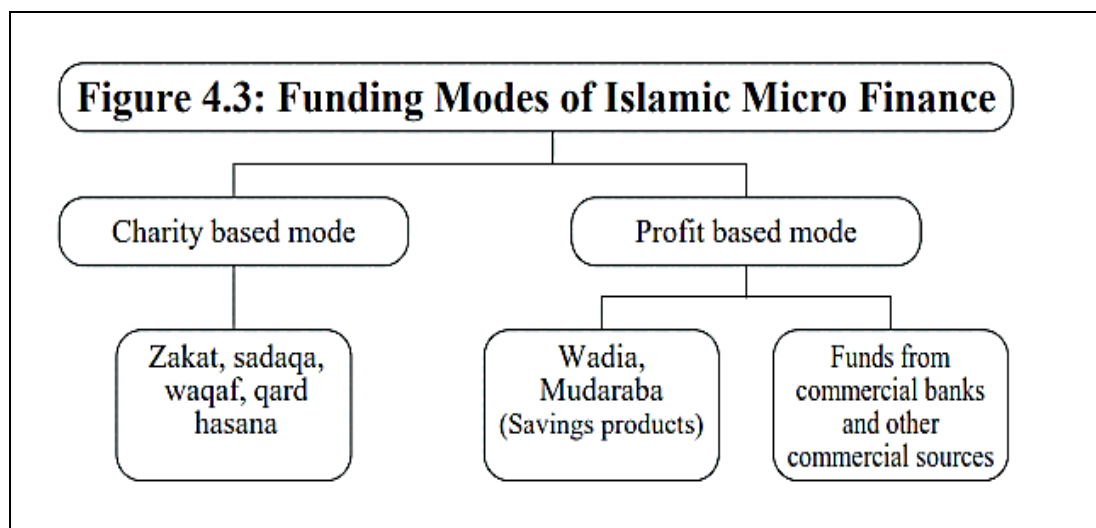 Figure 4.3: Funding Modes of Islamic Micro Finance
Charity based mode
Profit based mode
Zakat, sadaqa,
waqaf, qard
hasana
Wadia,
Mudaraba
(Savings products)
Funds from
commercial banks
and other
commercial sources